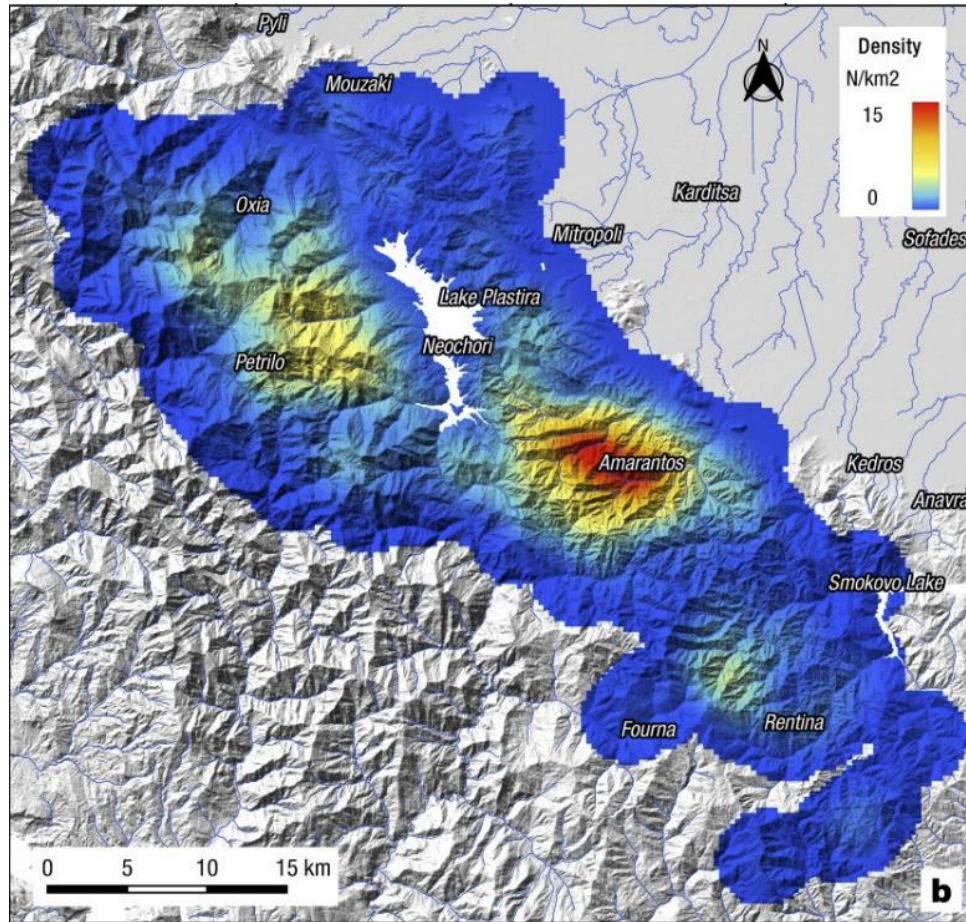 Pyli
N
Density
N/km2
15
0
Mouzaki
Karditsa
Oxia
Mitropoli
Sofades
Lake Plastira
Neochori
Petrilo
Amarantos
Kedros
Anavra
Smokovo Lake
Fourna
Rentina
0 5 10 15 km
b